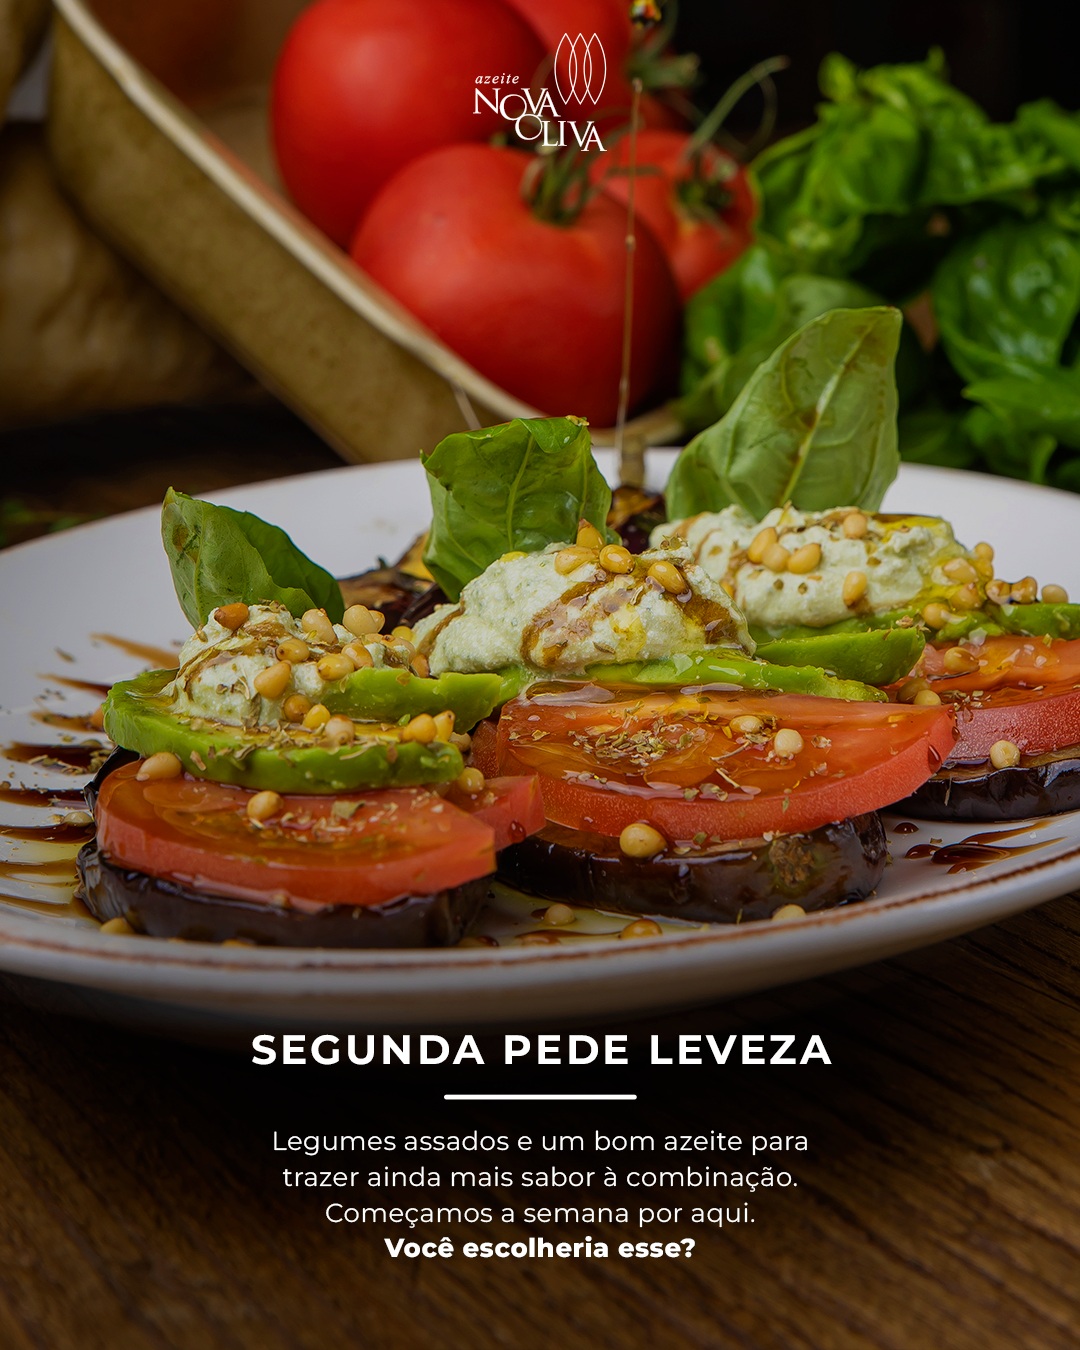 azeite
NOVA
OLIVA
SEGUNDA PEDE LEVEZA
Legumes assados e um bom azeite para
trazer ainda mais sabor à combinação.
Começamos a semana por aqui.
Você escolheria esse?